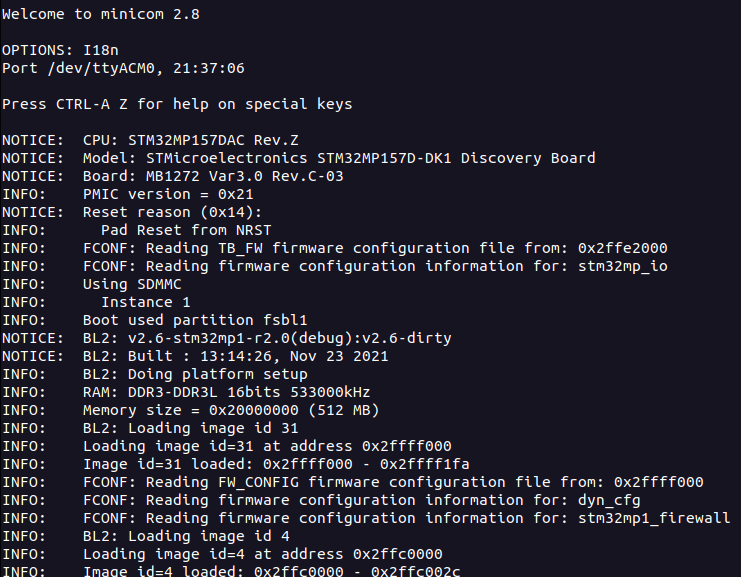 Welcome to minicom 2.8
OPTIONS: I18n
Port /dev/ttyACM0, 21:37:06
Press CTRL-A Z for help on special keys
NOTICE:  CPU: STM32MP157DAC Rev.Z
NOTICE:  Model: STMicroelectronics STM32MP157D-DK1 Discovery Board
NOTICE:  Board: MB1272 Var3.0 Rev.C-03
INFO:    PMIC version = 0x21
NOTICE:  Reset reason (0x14):
INFO:      Pad Reset from NRST
INFO:    FCONF: Reading TB_FW firmware configuration file from: 0x2ffe2000
INFO:    FCONF: Reading firmware configuration information for: stm32mp_io
INFO:    Using SDMMC
INFO:      Instance 1
INFO:    Boot used partition fsbl1
NOTICE:  BL2: v2.6-stm32mp1-r2.0(debug):v2.6-dirty
NOTICE:  BL2: Built : 13:14:26, Nov 23 2021
INFO:    BL2: Doing platform setup
INFO:    RAM: DDR3-DDR3L 16bits 533000kHz
INFO:    Memory size = 0x20000000 (512 MB)
INFO:    BL2: Loading image id 31
INFO:    Loading image id=31 at address 0x2ffff000
INFO:    Image id=31 loaded: 0x2ffff000 - 0x2ffff1fa
INFO:    FCONF: Reading FW_CONFIG firmware configuration file from: 0x2ffff000
INFO:    FCONF: Reading firmware configuration information for: dyn_cfg
INFO:    FCONF: Reading firmware configuration information for: stm32mp1_firewall
INFO:    BL2: Loading image id 4
INFO:    Loading image id=4 at address 0x2ffc0000
INFO:    Image id=4 loaded: 0x2ffc0000 - 0x2ffc002c